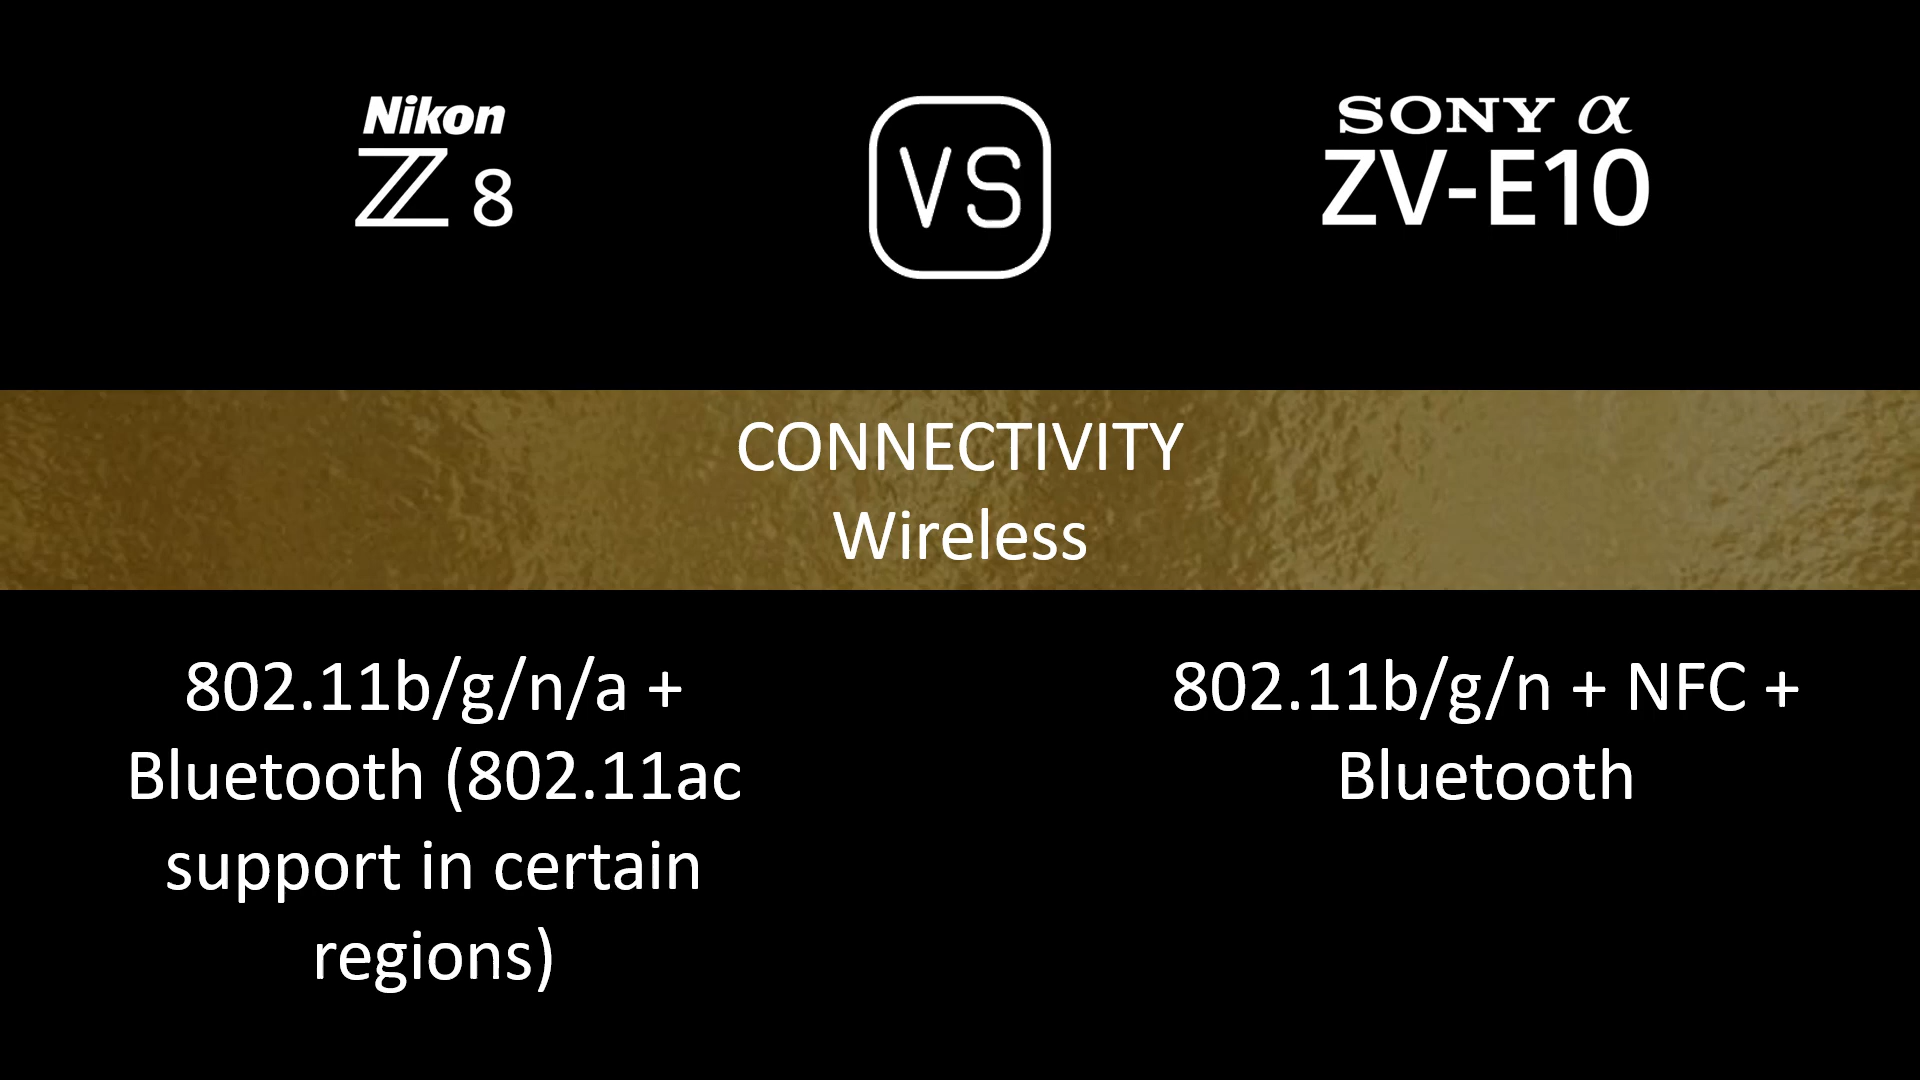 Nikon
Z 8
VS
SONY α
ZV-E10
CONNECTIVITY
Wireless
802.11b/g/n/a +
Bluetooth (802.11ac
support in certain
regions)
802.11b/g/n + NFC +
Bluetooth